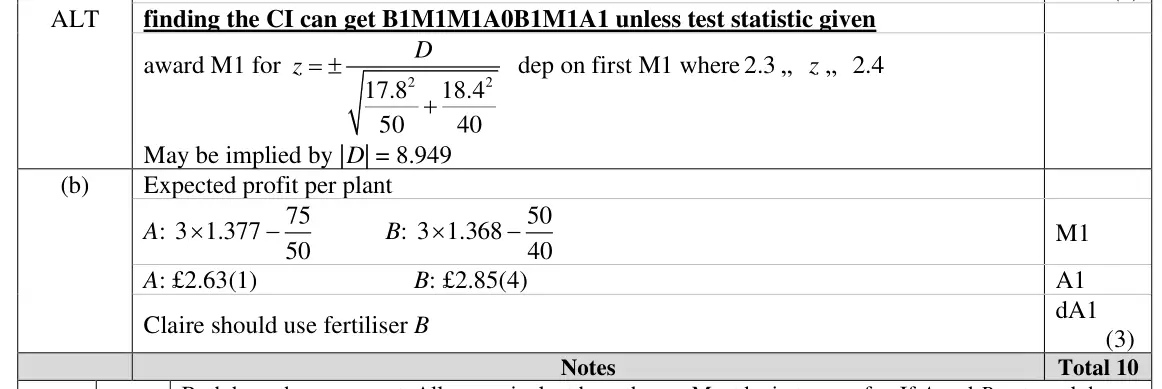 ALT finding the CI can get B1M1M1A0B1M1A1 unless test statistic given
award M1 for z = ± D / √(17.8²/50 + 18.4²/40) dep on first M1 where 2.3 ,, z ,, 2.4
May be implied by |D| = 8.949
(b) Expected profit per plant
A: 3×1.377 − 75/50 B: 3×1.368 − 50/40 M1
A: £2.63(1) B: £2.85(4) A1
Claire should use fertiliser B dA1
(3)
Notes Total 10